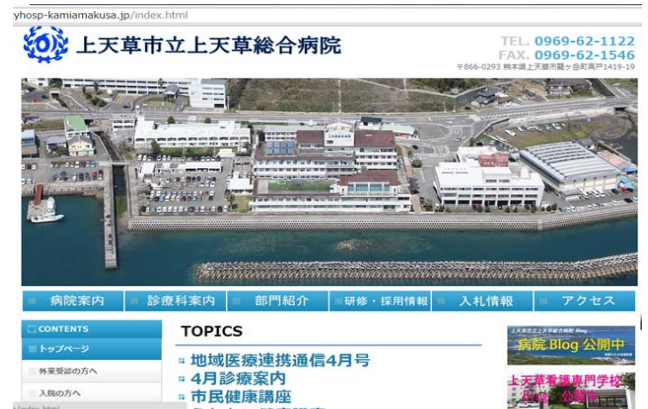 yhosp-kamiamakusa.jp/index.html
上天草市立上天草総合病院
TEL. 0969-62-1122
FAX. 0969-62-1546
〒866-0293 熊本県上天草市龍ヶ岳町高戸1419-19
病院案内 診療科案内 部門紹介 研修・採用情報 入札情報 アクセス
CONTENTS
トップページ
外来受診の方へ
入院の方へ
TOPICS
地域医療連携通信4月号
4月診療案内
市民健康講座
上天草市立上天草総合病院 Blog
病院 Blog 公開中
上天草看護専門学校
Blog 公開中